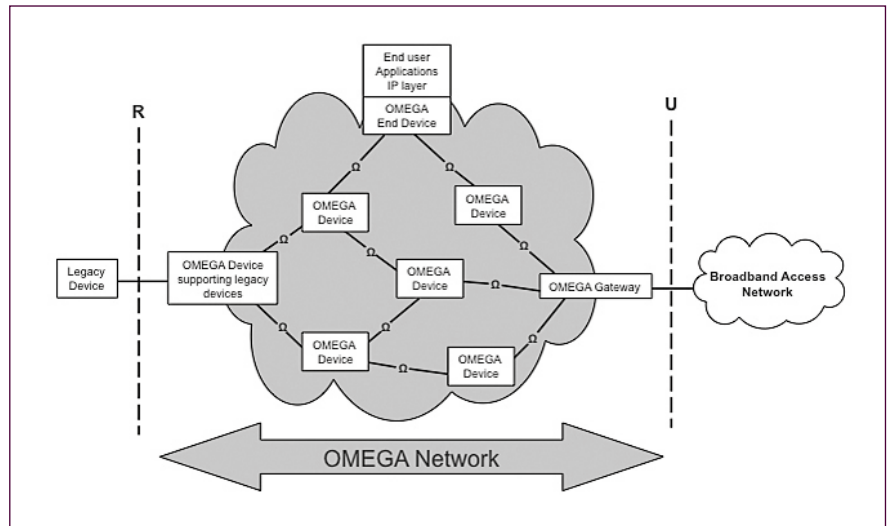 End user
Applications
IP layer
R
U
OMEGA
End Device
Ω
Ω
OMEGA
Device
OMEGA
Device
Ω
Ω
Ω
Legacy
Device
OMEGA Device
supporting legacy
devices
OMEGA
Device
Ω
OMEGA Gateway
Broadband Access
Network
Ω
Ω
Ω
OMEGA
Device
Ω
OMEGA
Device
OMEGA Network